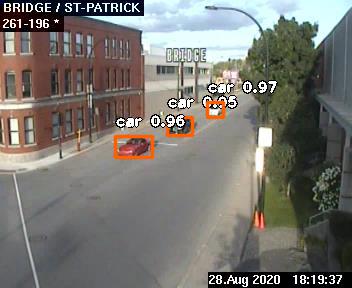 BRIDGE / ST-PATRICK
261-196 *
BRIDGE
car 0.97
car 0.95
car 0.96
28.Aug 2020 18:19:37